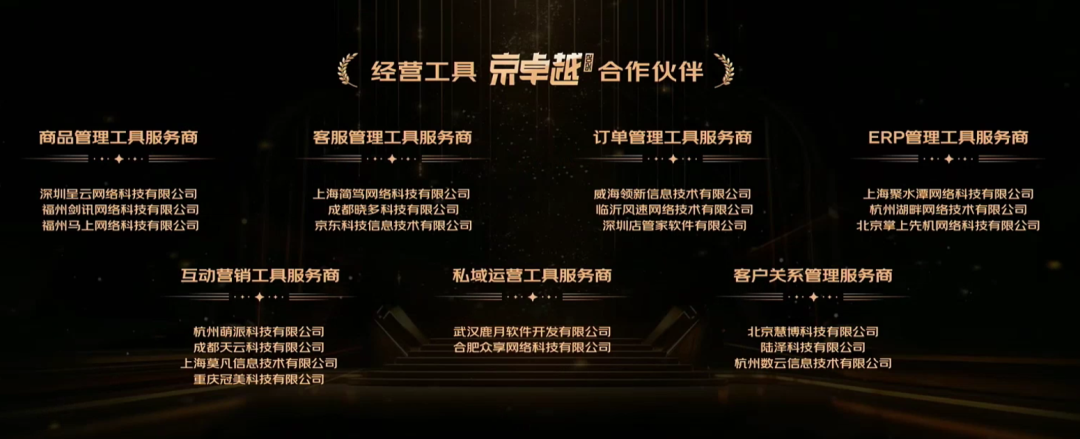 经营工具 京卓越 合作伙伴
商品管理工具服务商
深圳呈云网络科技有限公司
福州剑讯网络科技有限公司
福州马上网络科技有限公司
客服管理工具服务商
上海简笃网络科技有限公司
成都晓多科技有限公司
京东科技信息技术有限公司
订单管理工具服务商
威海领新信息技术有限公司
临沂风速网络技术有限公司
深圳店管家软件有限公司
ERP管理工具服务商
上海聚水潭网络科技有限公司
杭州湖畔网络技术有限公司
北京掌上先机网络科技有限公司
互动营销工具服务商
杭州萌派科技有限公司
成都天云科技有限公司
上海莫凡信息技术有限公司
重庆冠美科技有限公司
私域运营工具服务商
武汉鹿月软件开发有限公司
合肥众享网络科技有限公司
客户关系管理服务商
北京慧博科技有限公司
陆泽科技有限公司
杭州数云信息技术有限公司